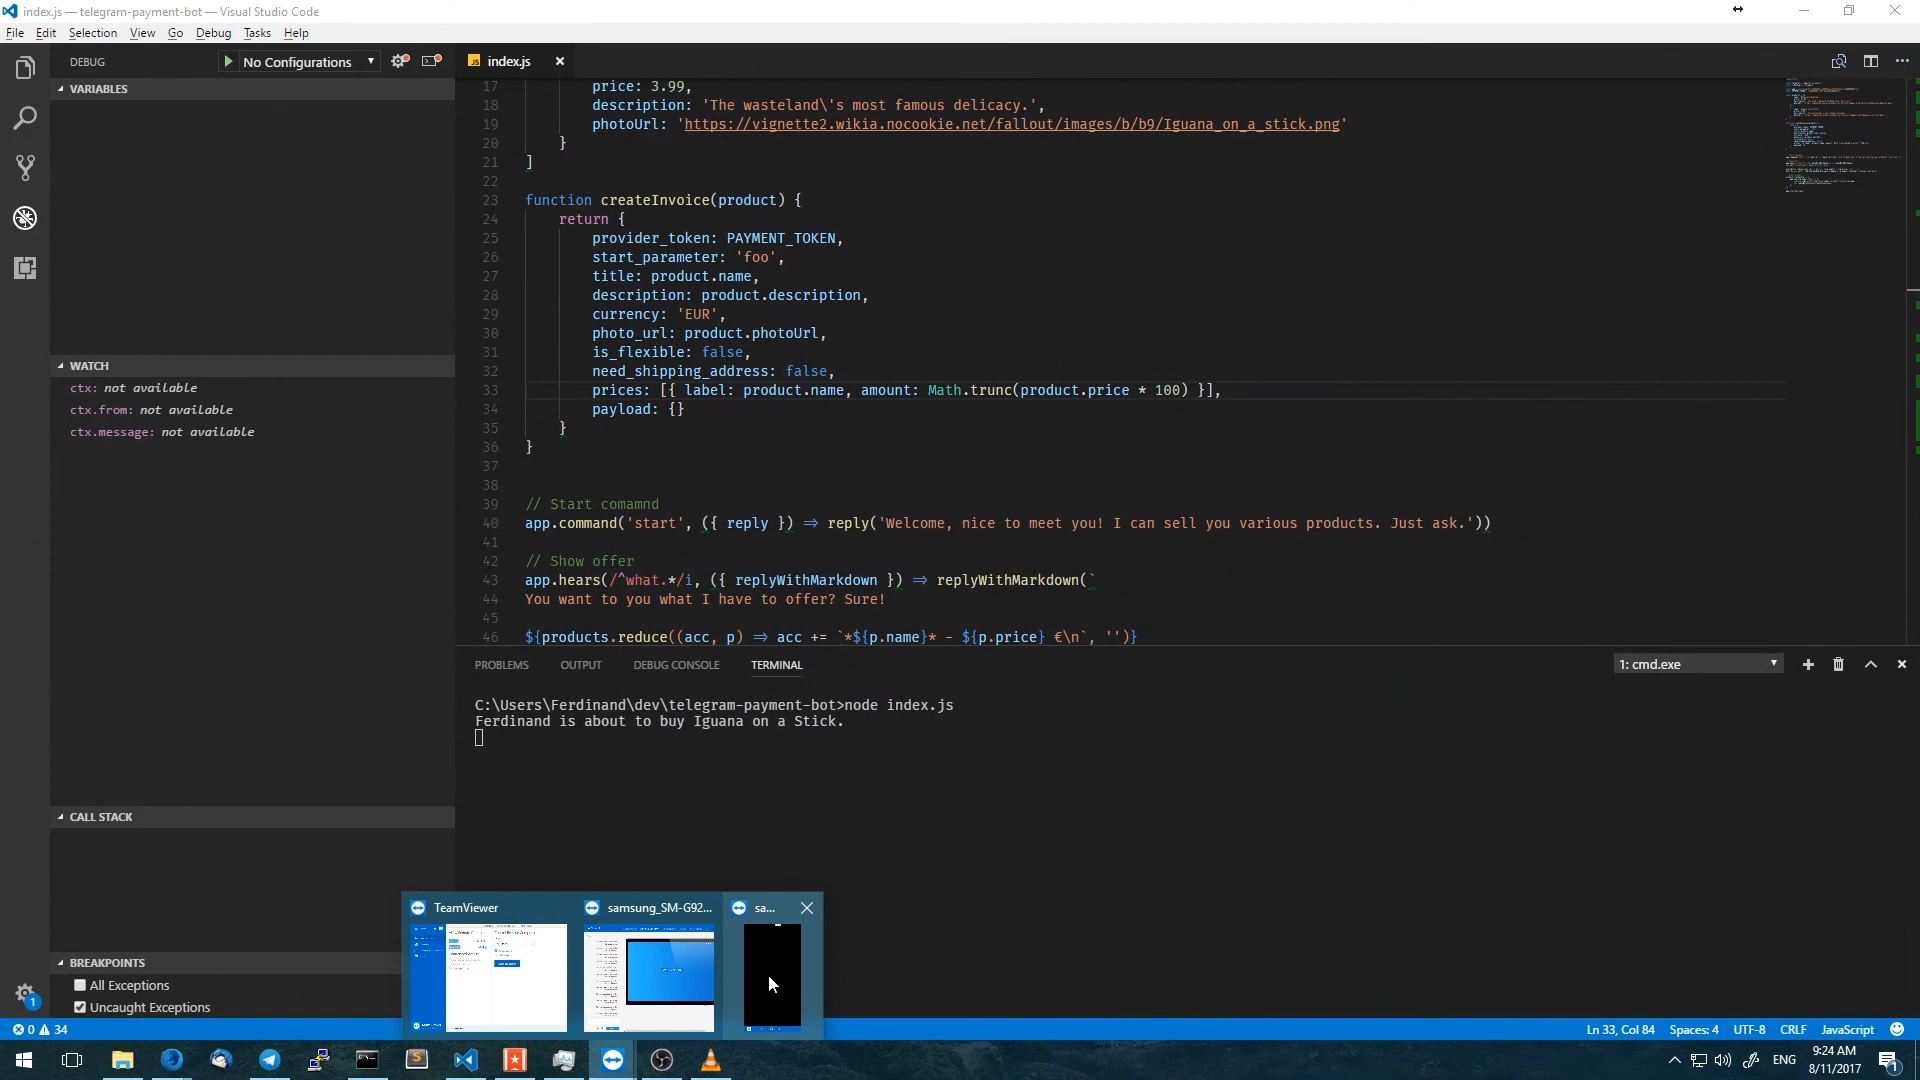 index.js — telegram-payment-bot — Visual Studio Code
File Edit Selection View Go Debug Tasks Help
DEBUG No Configurations
index.js
VARIABLES
WATCH
ctx: not available
ctx.from: not available
ctx.message: not available
CALL STACK
BREAKPOINTS
All Exceptions
Uncaught Exceptions
17 price: 3.99,
18 description: 'The wasteland\'s most famous delicacy.',
19 photoUrl: 'https://vignette2.wikia.nocookie.net/fallout/images/b/b9/Iguana_on_a_stick.png'
20 }
21 ]
22
23 function createInvoice(product) {
24 return {
25 provider_token: PAYMENT_TOKEN,
26 start_parameter: 'foo',
27 title: product.name,
28 description: product.description,
29 currency: 'EUR',
30 photo_url: product.photoUrl,
31 is_flexible: false,
32 need_shipping_address: false,
33 prices: [{ label: product.name, amount: Math.trunc(product.price * 100) }],
34 payload: {}
35 }
36 }
37
38
39 // Start comamnd
40 app.command('start', ({ reply }) => reply('Welcome, nice to meet you! I can sell you various products. Just ask.'))
41
42 // Show offer
43 app.hears(/^what.*/i, ({ replyWithMarkdown }) => replyWithMarkdown(`
44 You want to you what I have to offer? Sure!
45
46 ${products.reduce((acc, p) => acc += `*${p.name}* - ${p.price} €\n`, '')}
PROBLEMS OUTPUT DEBUG CONSOLE TERMINAL 1: cmd.exe
C:\Users\Ferdinand\dev\telegram-payment-bot>node index.js
Ferdinand is about to buy Iguana on a Stick.
TeamViewer samsung_SM-G92... sa...
0 34 Ln 33, Col 84 Spaces: 4 UTF-8 CRLF JavaScript
1
ENG 9:24 AM
8/11/2017 1